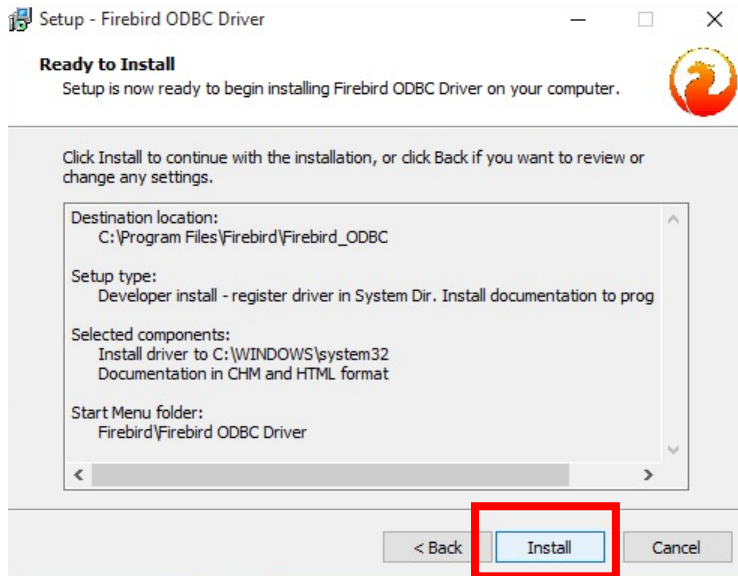 Setup - Firebird ODBC Driver
Ready to Install
Setup is now ready to begin installing Firebird ODBC Driver on your computer.
Click Install to continue with the installation, or click Back if you want to review or
change any settings.
Destination location:
C:\Program Files\Firebird\Firebird_ODBC
Setup type:
Developer install - register driver in System Dir. Install documentation to prog
Selected components:
Install driver to C:\WINDOWS\system32
Documentation in CHM and HTML format
Start Menu folder:
Firebird\Firebird ODBC Driver
< Back Install Cancel